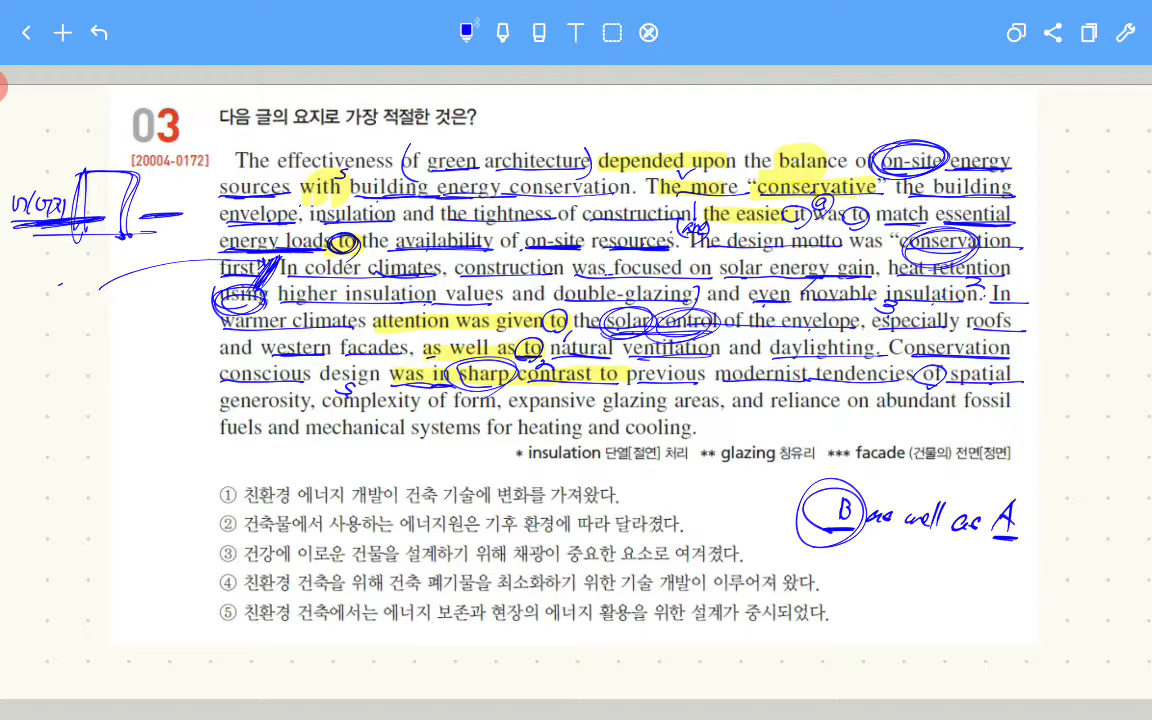 03
다음 글의 요지로 가장 적절한 것은?
[20004-0172]
The effectiveness of green architecture depended upon the balance of on-site energy
sources with building energy conservation. The more “conservative” the building
envelope, insulation and the tightness of construction, the easier it was to match essential
energy loads to the availability of on-site resources. The design motto was “conservation
first!” In colder climates, construction was focused on solar energy gain, heat retention
using higher insulation values and double-glazing, and even movable insulation. In
warmer climates attention was given to the solar control of the envelope, especially roofs
and western facades, as well as to natural ventilation and daylighting. Conservation
conscious design was in sharp contrast to previous modernist tendencies of spatial
generosity, complexity of form, expansive glazing areas, and reliance on abundant fossil
fuels and mechanical systems for heating and cooling.
* insulation 단열[절연] 처리 ** glazing 창유리 *** facade (건물의) 전면[정면]
① 친환경 에너지 개발이 건축 기술에 변화를 가져왔다.
② 건축물에서 사용하는 에너지원은 기후 환경에 따라 달라졌다.
③ 건강에 이로운 건물을 설계하기 위해 채광이 중요한 요소로 여겨졌다.
④ 친환경 건축을 위해 건축 폐기물을 최소화하기 위한 기술 개발이 이루어져 왔다.
⑤ 친환경 건축에서는 에너지 보존과 현장의 에너지 활용을 위한 설계가 중시되었다.
B as well as A